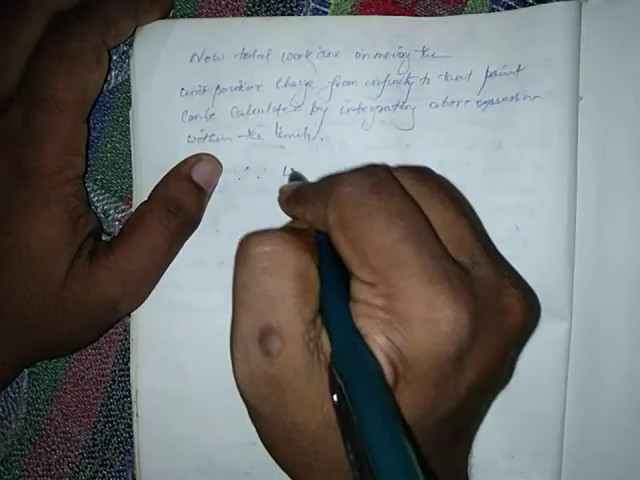 Now total work done on moving the
unit positive charge from infinity to that point
can be calculated by integrating above expression
within the limits.
∴ W